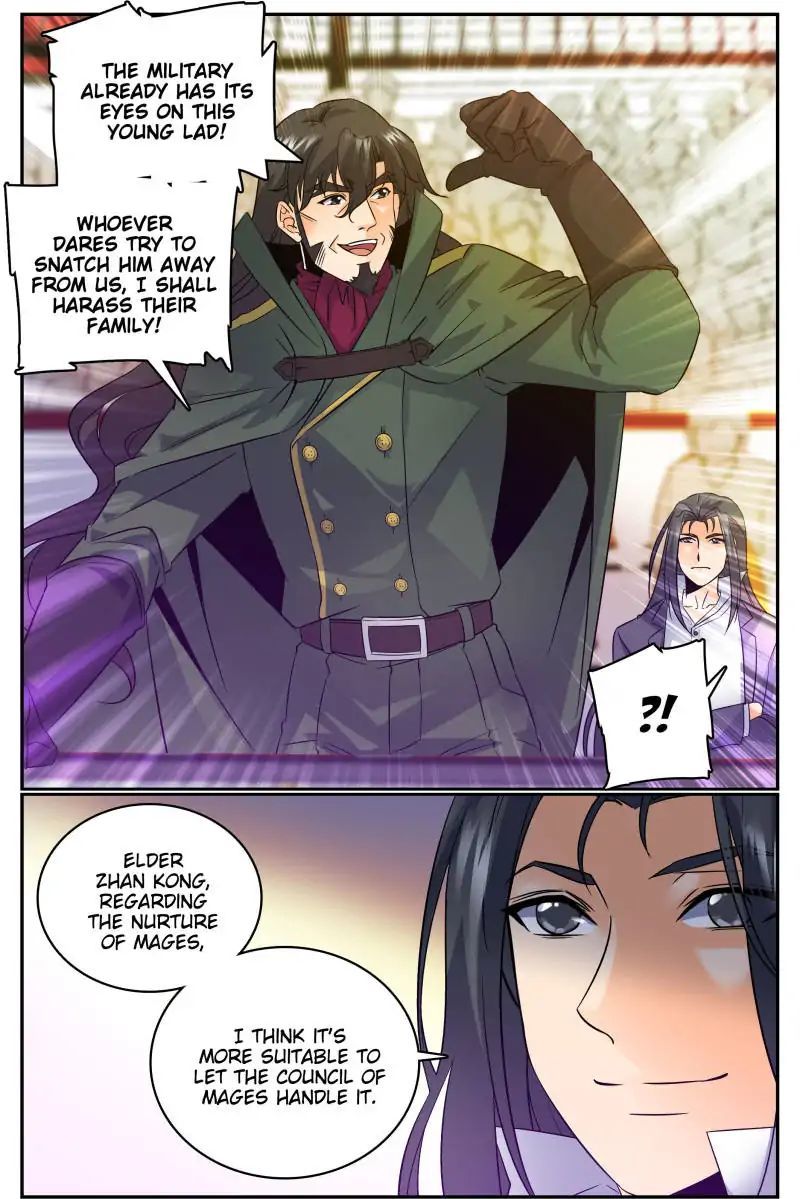 THE MILITARY
ALREADY HAS ITS
EYES ON THIS
YOUNG LAD!
WHOEVER
DARES TRY TO
SNATCH HIM AWAY
FROM US, I SHALL
HARASS THEIR
FAMILY!
?!
ELDER
ZHAN KONG,
REGARDING
THE NURTURE
OF MAGES,
I THINK IT'S
MORE SUITABLE TO
LET THE COUNCIL OF
MAGES HANDLE IT.